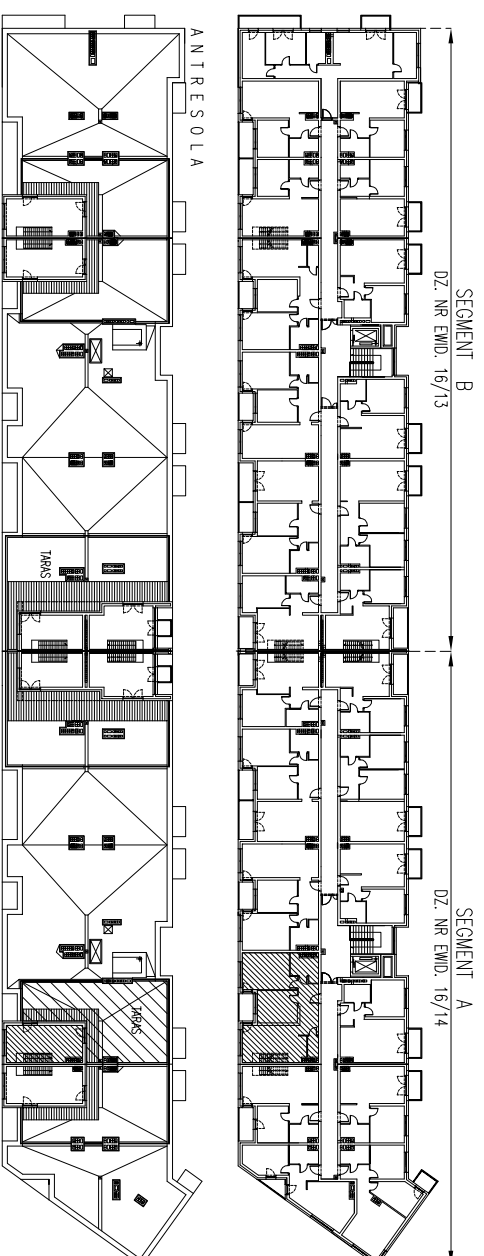 SEGMENT B
DZ. NR EWID. 16/13
SEGMENT A
DZ. NR EWID. 16/14
ANTRESOLA
TARAS
TARAS